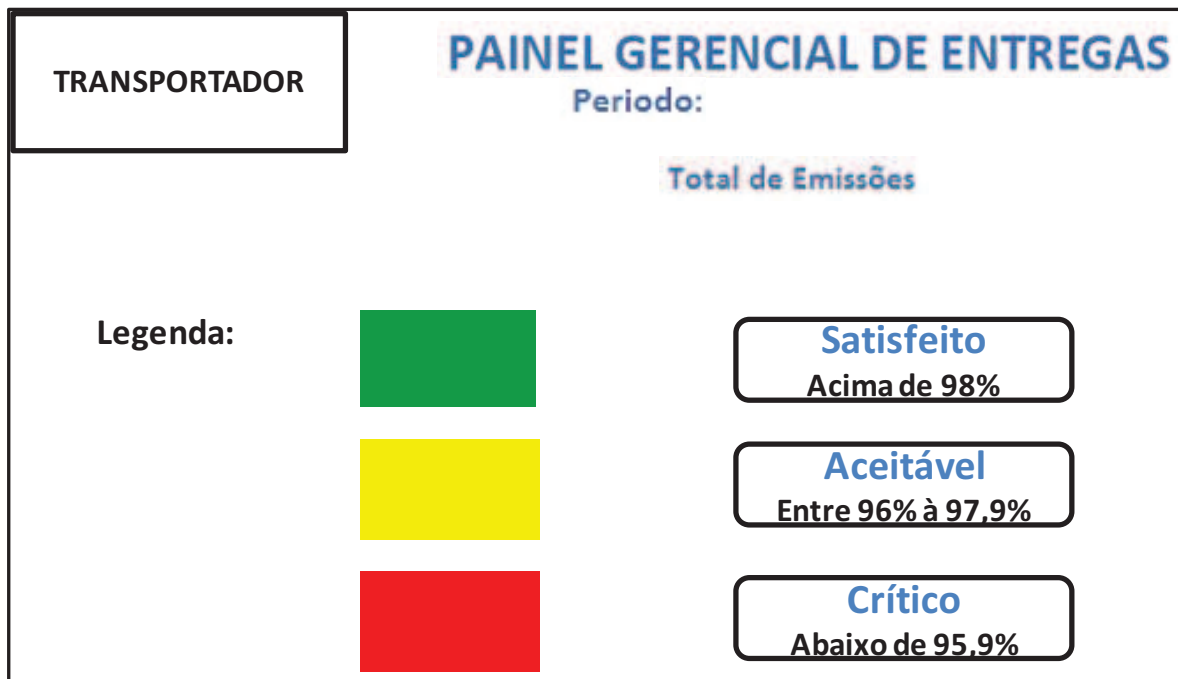 TRANSPORTADOR
PAINEL GERENCIAL DE ENTREGAS
Periodo:
Total de Emissões
Legenda:
Satisfeito
Acima de 98%
Aceitável
Entre 96% à 97,9%
Crítico
Abaixo de 95,9%